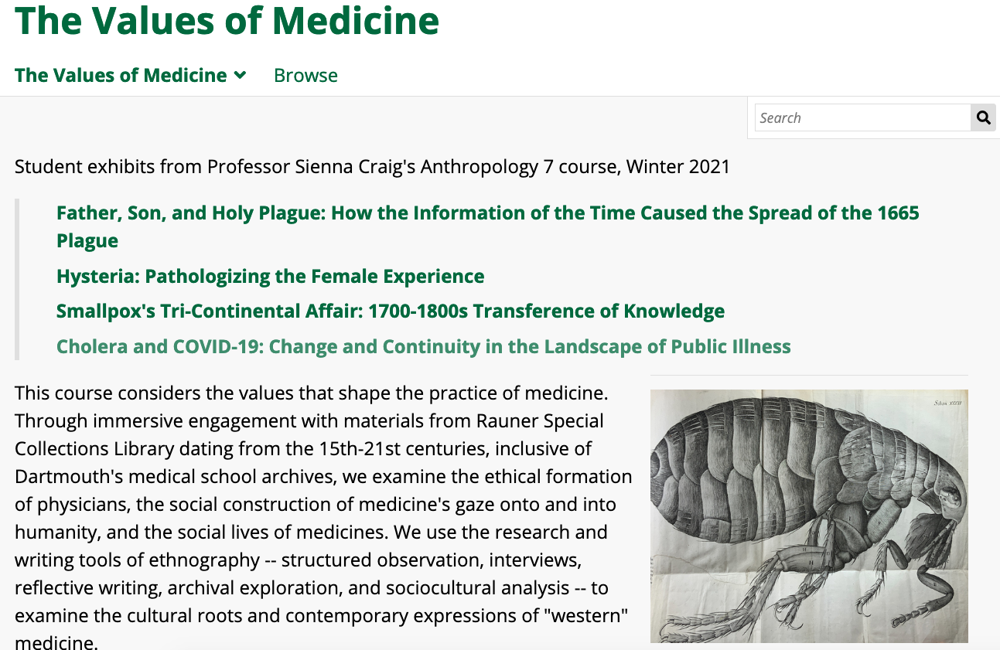 The Values of Medicine
The Values of Medicine
Browse
Search
Student exhibits from Professor Sienna Craig's Anthropology 7 course, Winter 2021
Father, Son, and Holy Plague: How the Information of the Time Caused the Spread of the 1665
Plague
Hysteria: Pathologizing the Female Experience
Smallpox's Tri-Continental Affair: 1700-1800s Transference of Knowledge
Cholera and COVID-19: Change and Continuity in the Landscape of Public Illness
This course considers the values that shape the practice of medicine.
Through immersive engagement with materials from Rauner Special
Collections Library dating from the 15th-21st centuries, inclusive of
Dartmouth's medical school archives, we examine the ethical formation
of physicians, the social construction of medicine's gaze onto and into
humanity, and the social lives of medicines. We use the research and
writing tools of ethnography -- structured observation, interviews,
reflective writing, archival exploration, and sociocultural analysis -- to
examine the cultural roots and contemporary expressions of "western"
medicine.